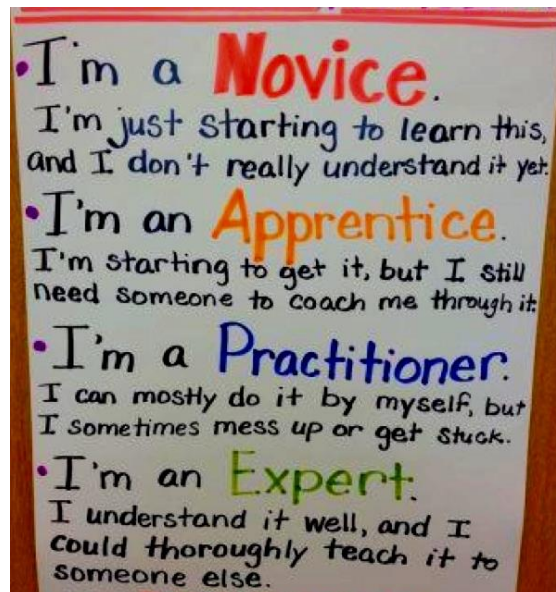 •I'm a Novice.
I'm just starting to learn this,
and I don't really understand it yet.
•I'm an Apprentice.
I'm starting to get it, but I still
need someone to coach me through it.
•I'm a Practitioner.
I can mostly do it by myself, but
I sometimes mess up or get stuck.
•I'm an Expert.
I understand it well, and I
could thoroughly teach it to
someone else.